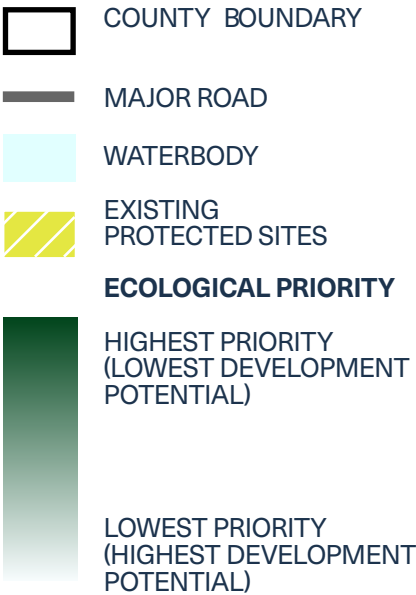 COUNTY BOUNDARY
MAJOR ROAD
WATERBODY
EXISTING
PROTECTED SITES
ECOLOGICAL PRIORITY
HIGHEST PRIORITY
(LOWEST DEVELOPMENT
POTENTIAL)
LOWEST PRIORITY
(HIGHEST DEVELOPMENT
POTENTIAL)